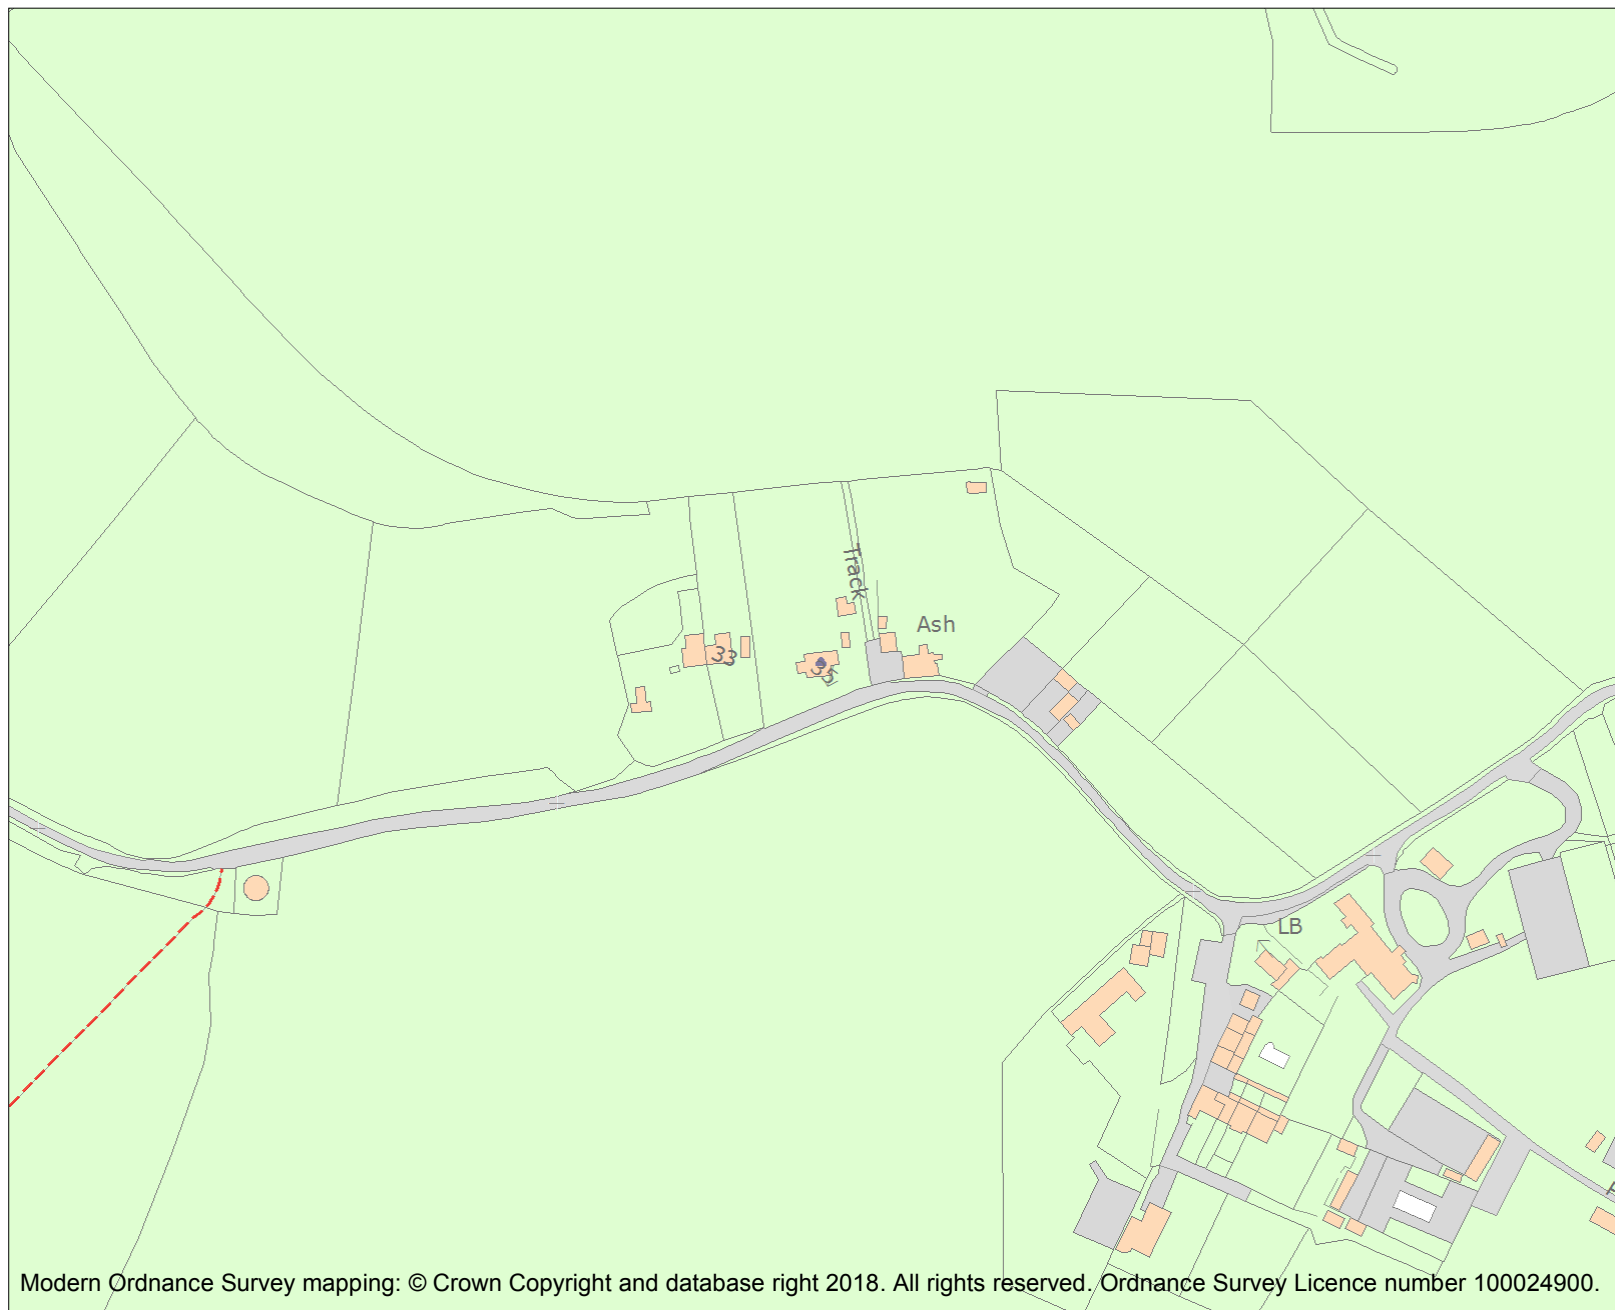 Track
Ash
33
35
LB
Modern Ordnance Survey mapping: © Crown Copyright and database right 2018. All rights reserved. Ordnance Survey Licence number 100024900.